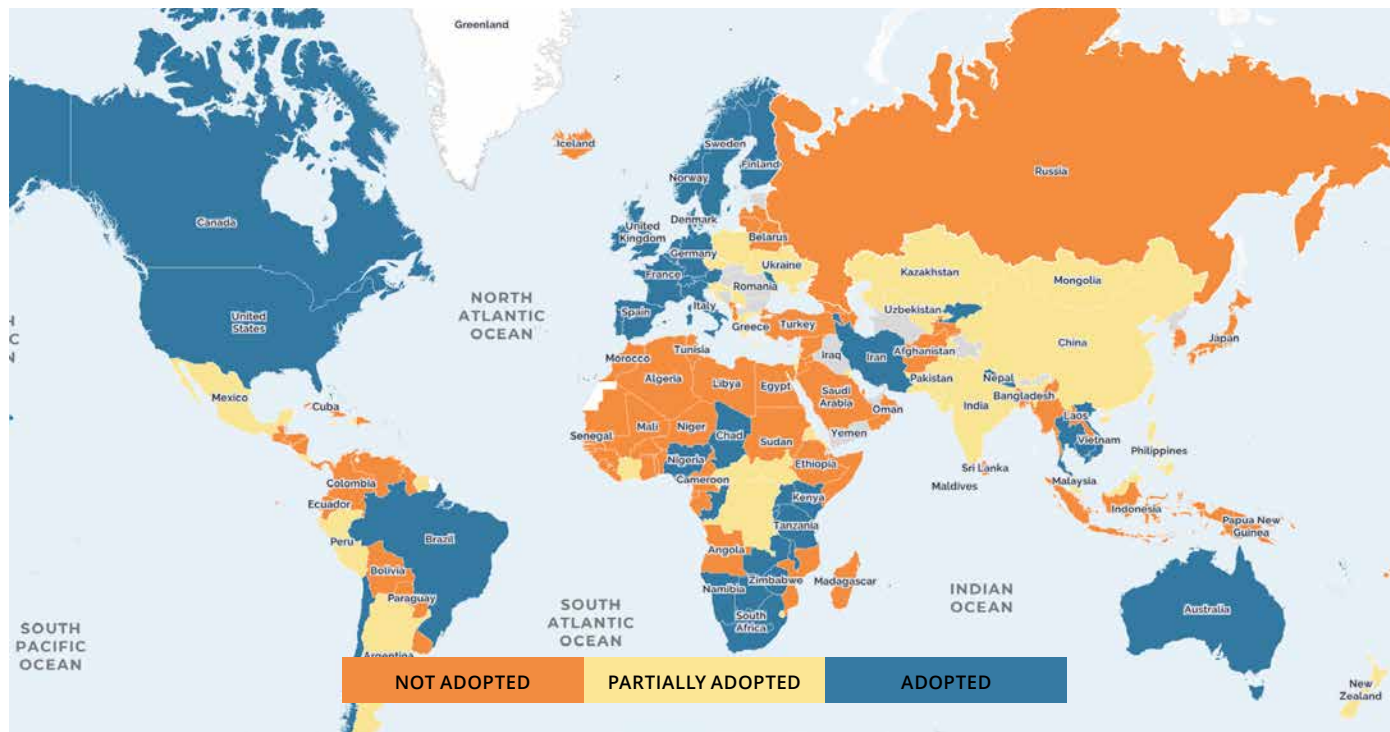 Greenland
Iceland
Sweden
Finland
Norway
Russia
Canada
United
Kingdom
Denmark
Belarus
Germany
Ukraine
Kazakhstan
Mongolia
France
Romania
NORTH
ATLANTIC
OCEAN
Italy
Uzbekistan
United
States
Spain
Greece
Turkey
Japan
China
Tunisia
Iraq
Iran
Afghanistan
Morocco
Algeria
Libya
Egypt
Pakistan
Nepal
Mexico
Saudi
Arabia
India
Bangladesh
Cuba
Oman
Laos
Senegal
Mali
Niger
Chad
Sudan
Yemen
Vietnam
Philippines
Nigeria
Ethiopia
Sri Lanka
Colombia
Cameroon
Maldives
Malaysia
Ecuador
Kenya
Indonesia
Papua New
Guinea
Peru
Brazil
Tanzania
Angola
Bolivia
Zimbabwe
Madagascar
Namibia
INDIAN
OCEAN
Paraguay
SOUTH
ATLANTIC
OCEAN
South
Africa
Australia
SOUTH
PACIFIC
OCEAN
Argentina
NOT ADOPTED
PARTIALLY ADOPTED
ADOPTED
New
Zealand